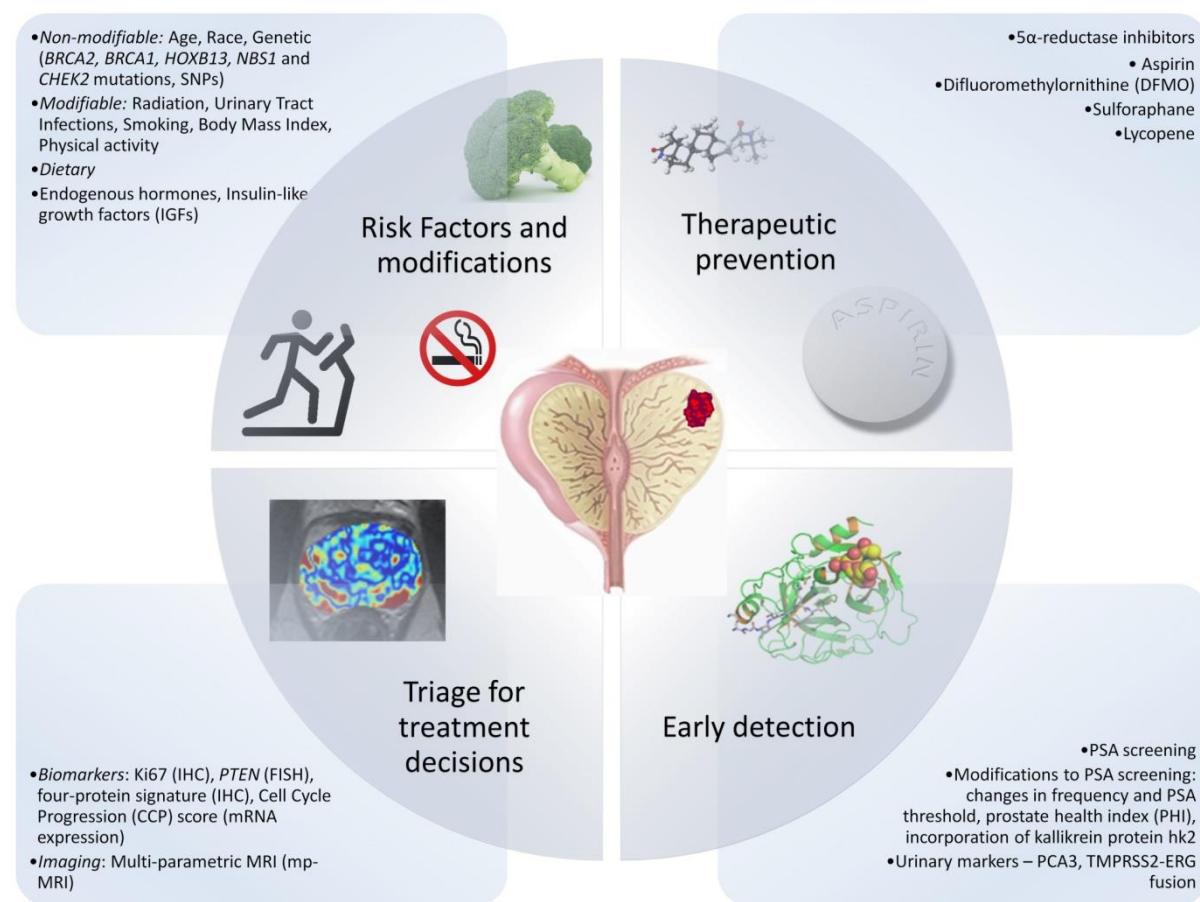 •Non-modifiable: Age, Race, Genetic
(BRCA2, BRCA1, HOXB13, NBS1 and
CHEK2 mutations, SNPs)
•Modifiable: Radiation, Urinary Tract
Infections, Smoking, Body Mass Index,
Physical activity
•Dietary
•Endogenous hormones, Insulin-like
growth factors (IGFs)
Risk Factors and
modifications
•5α-reductase inhibitors
• Aspirin
•Difluoromethylornithine (DFMO)
•Sulforaphane
•Lycopene
Therapeutic
prevention
ASPIRIN
Triage for
treatment
decisions
•Biomarkers: Ki67 (IHC), PTEN (FISH),
four-protein signature (IHC), Cell Cycle
Progression (CCP) score (mRNA
expression)
•Imaging: Multi-parametric MRI (mp-
MRI)
Early detection
•PSA screening
•Modifications to PSA screening:
changes in frequency and PSA
threshold, prostate health index (PHI),
incorporation of kallikrein protein hk2
•Urinary markers – PCA3, TMPRSS2-ERG
fusion